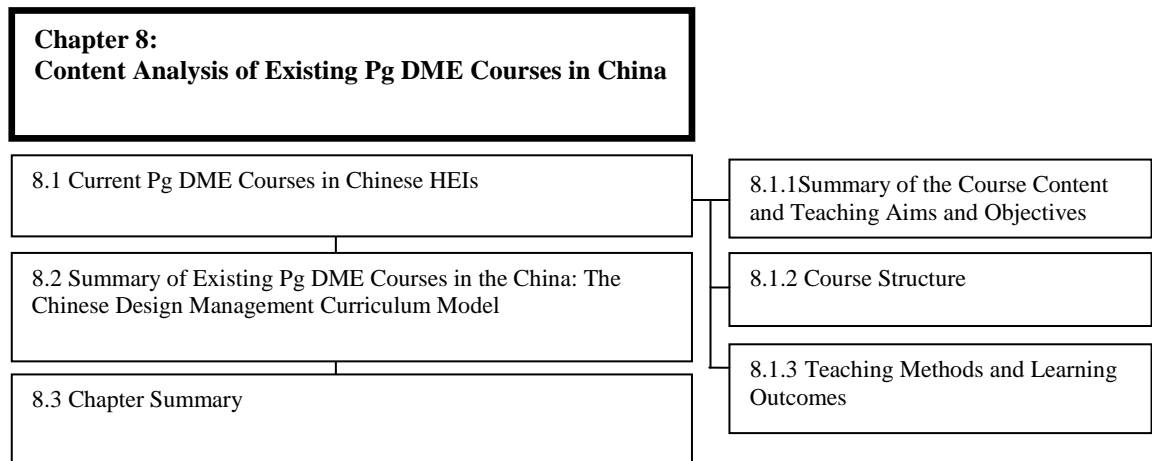 Chapter 8:
Content Analysis of Existing Pg DME Courses in China
8.1 Current Pg DME Courses in Chinese HEIs
8.1.1Summary of the Course Content
and Teaching Aims and Objectives
8.1.2 Course Structure
8.1.3 Teaching Methods and Learning
Outcomes
8.2 Summary of Existing Pg DME Courses in the China: The
Chinese Design Management Curriculum Model
8.3 Chapter Summary